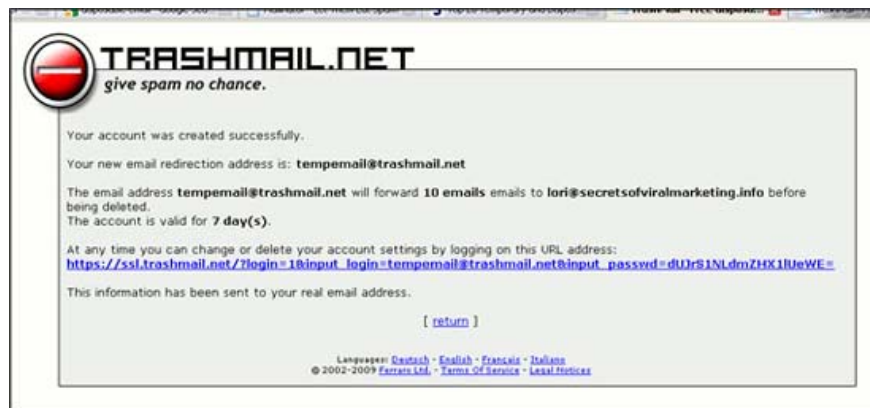 TRASHMAIL.NET
give spam no chance.
Your account was created successfully.
Your new email redirection address is: tempemail@trashmail.net
The email address tempemail@trashmail.net will forward 10 emails emails to lori@secretsofviralmarketing.info before
being deleted.
The account is valid for 7 day(s).
At any time you can change or delete your account settings by logging on this URL address:
https://ssl.trashmail.net/?login=1&input_login=tempemail@trashmail.net&input_passwd=dUJrS1NLdmZHX1lUeWE=
This information has been sent to your real email address.
[ return ]
Languages: Deutsch - English - Français - Italiano
© 2002-2009 Ferraro Ltd. - Terms Of Service - Legal Notices